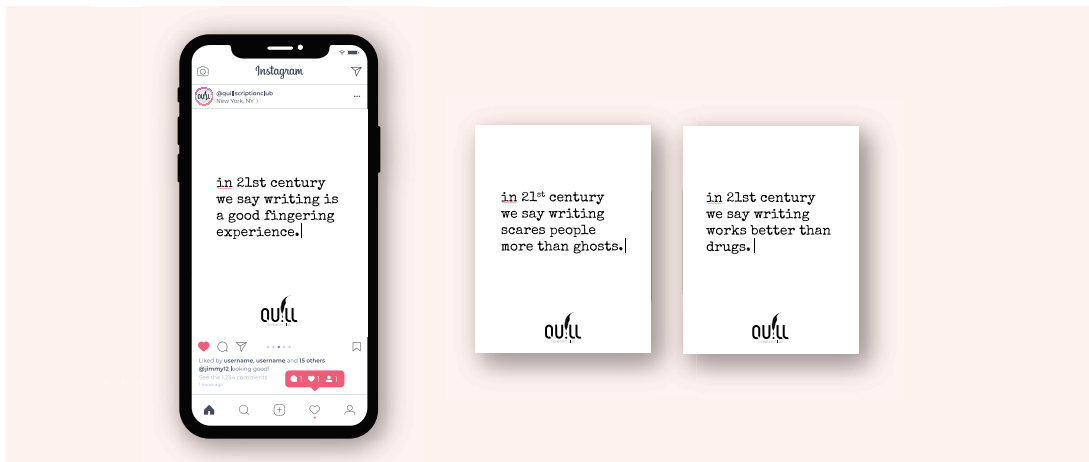 Instagram
@quillscriptionclub
New York, NY
in 21st century
we say writing is
a good fingering
experience.
QUILL
Liked by username, username and 15 others
@jimmy12 looking good!
See the 1,234 comments
1 hours ago
1 1 1
in 21st century
we say writing
scares people
more than ghosts.
QUILL
in 21st century
we say writing
works better than
drugs.
QUILL